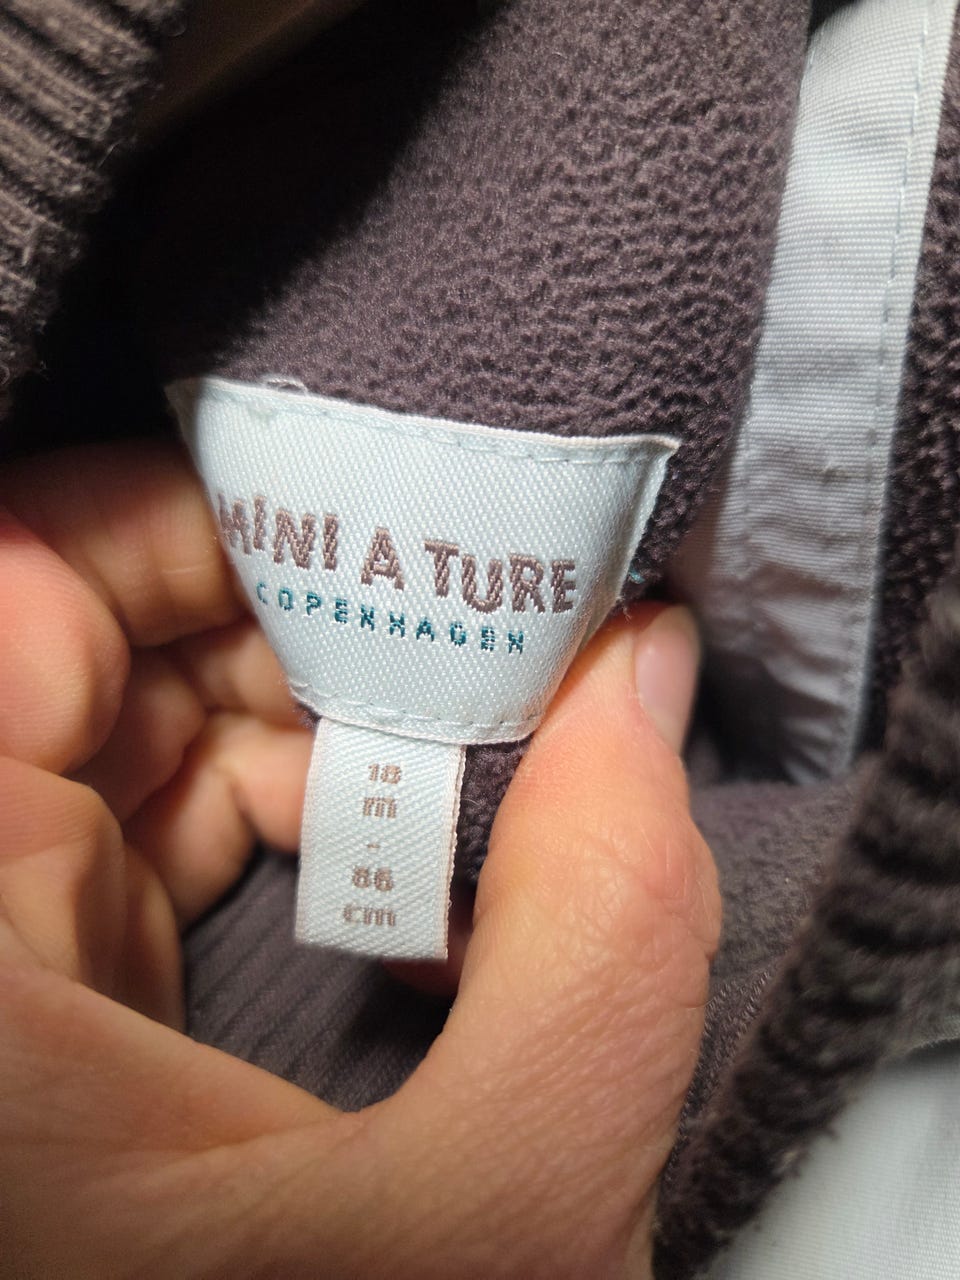 MINI A TURE
COPENHAGEN
18
m
-
86
cm